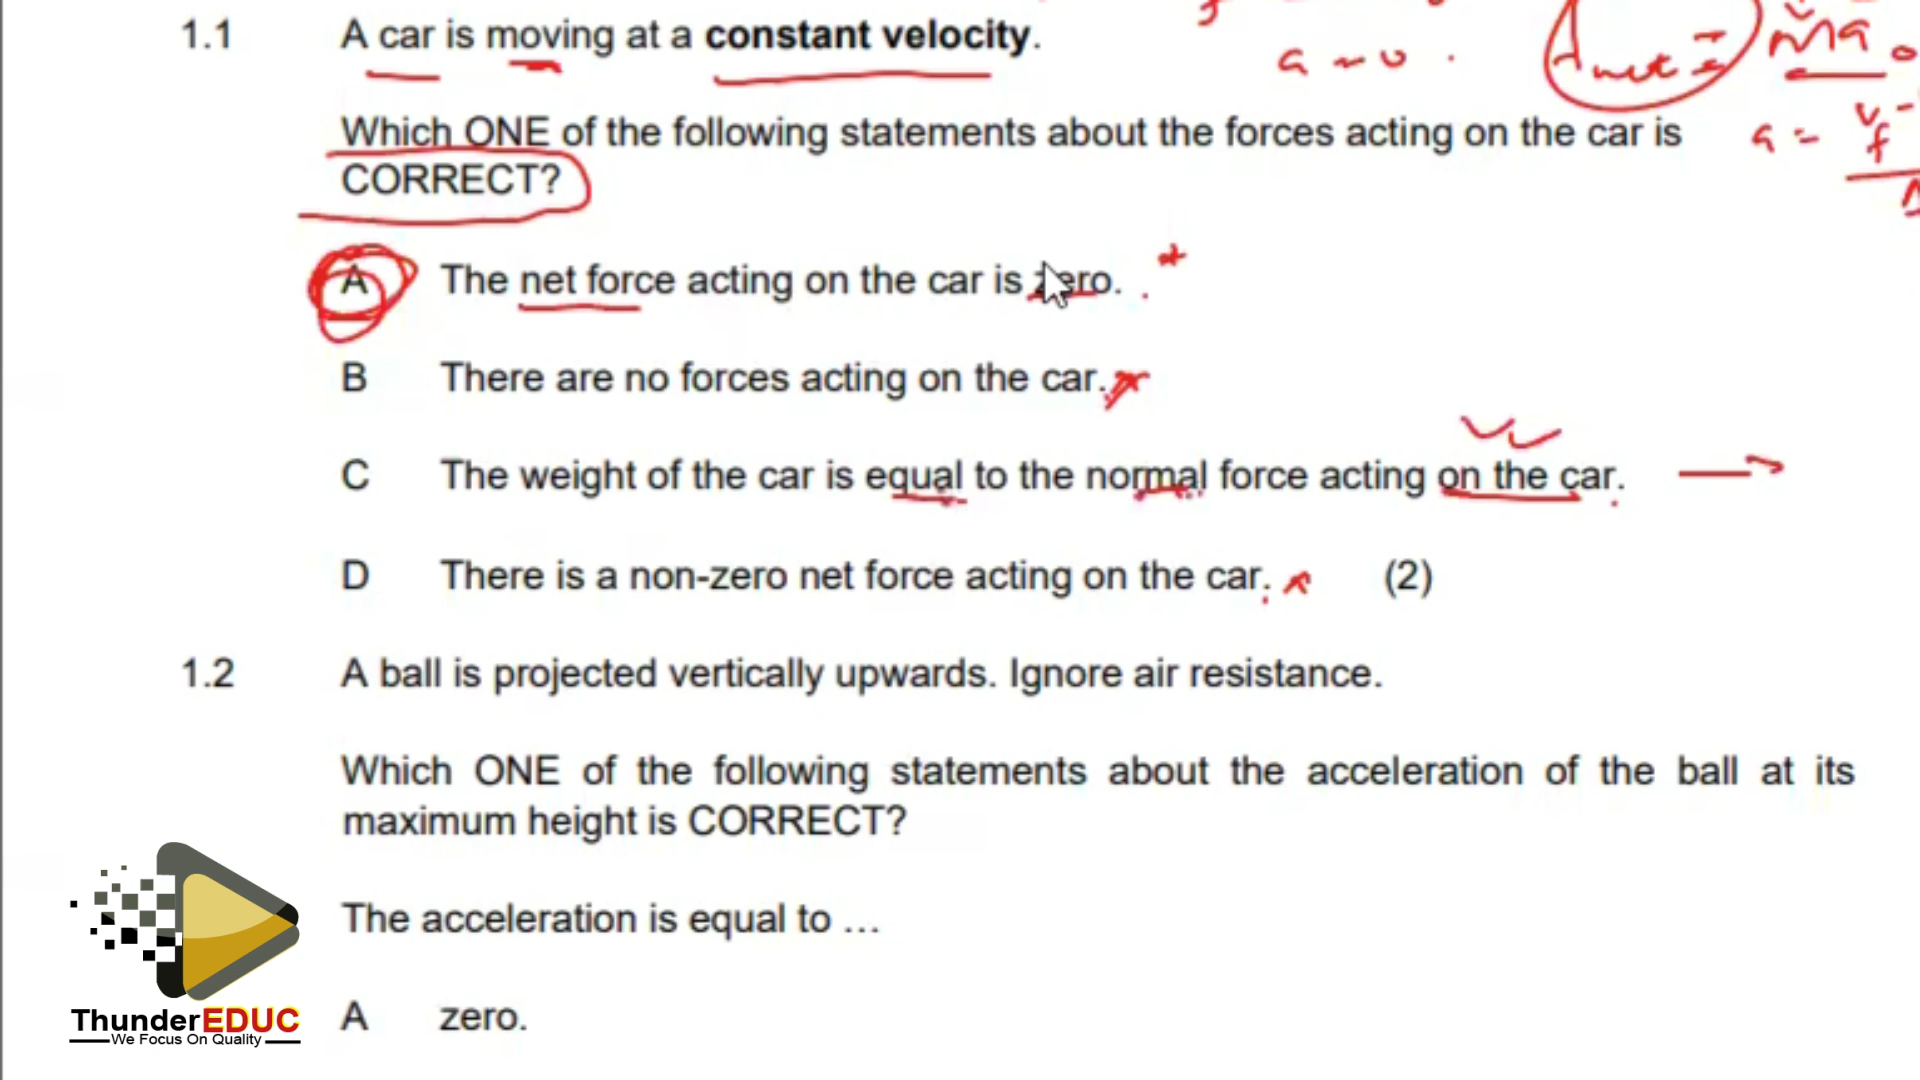 1.1 A car is moving at a constant velocity.
a = 0.
ma
Which ONE of the following statements about the forces acting on the car is
a =
CORRECT?
A The net force acting on the car is zero.
B There are no forces acting on the car.
C The weight of the car is equal to the normal force acting on the car.
D There is a non-zero net force acting on the car. (2)
1.2 A ball is projected vertically upwards. Ignore air resistance.
Which ONE of the following statements about the acceleration of the ball at its
maximum height is CORRECT?
The acceleration is equal to …
A zero.
ThunderEDUC
We Focus On Quality